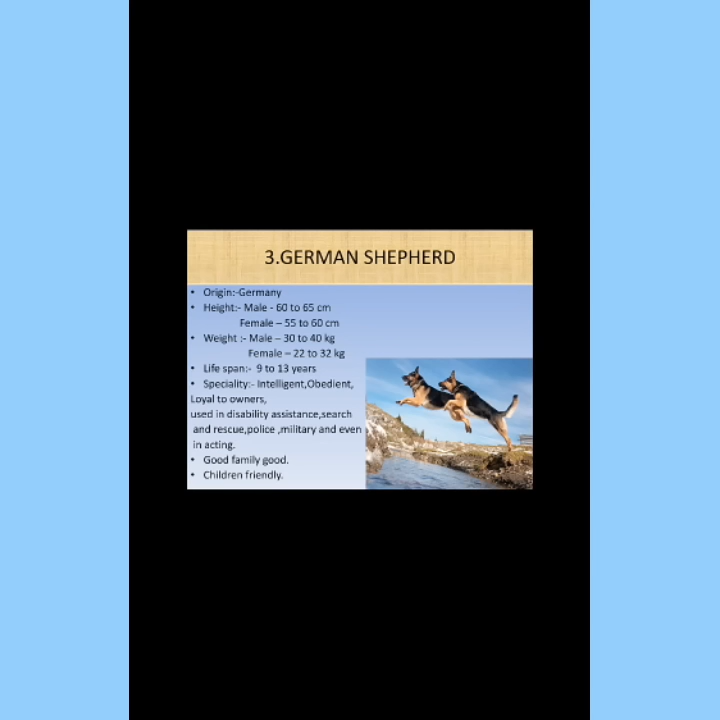 3.GERMAN SHEPHERD
• Origin:-Germany
• Height:- Male - 60 to 65 cm
Female – 55 to 60 cm
• Weight :- Male – 30 to 40 kg
Female – 22 to 32 kg
• Life span:- 9 to 13 years
• Speciality:- Intelligent,Obedient,
Loyal to owners,
used in disability assistance,search
and rescue,police ,military and even
in acting.
• Good family good.
• Children friendly.